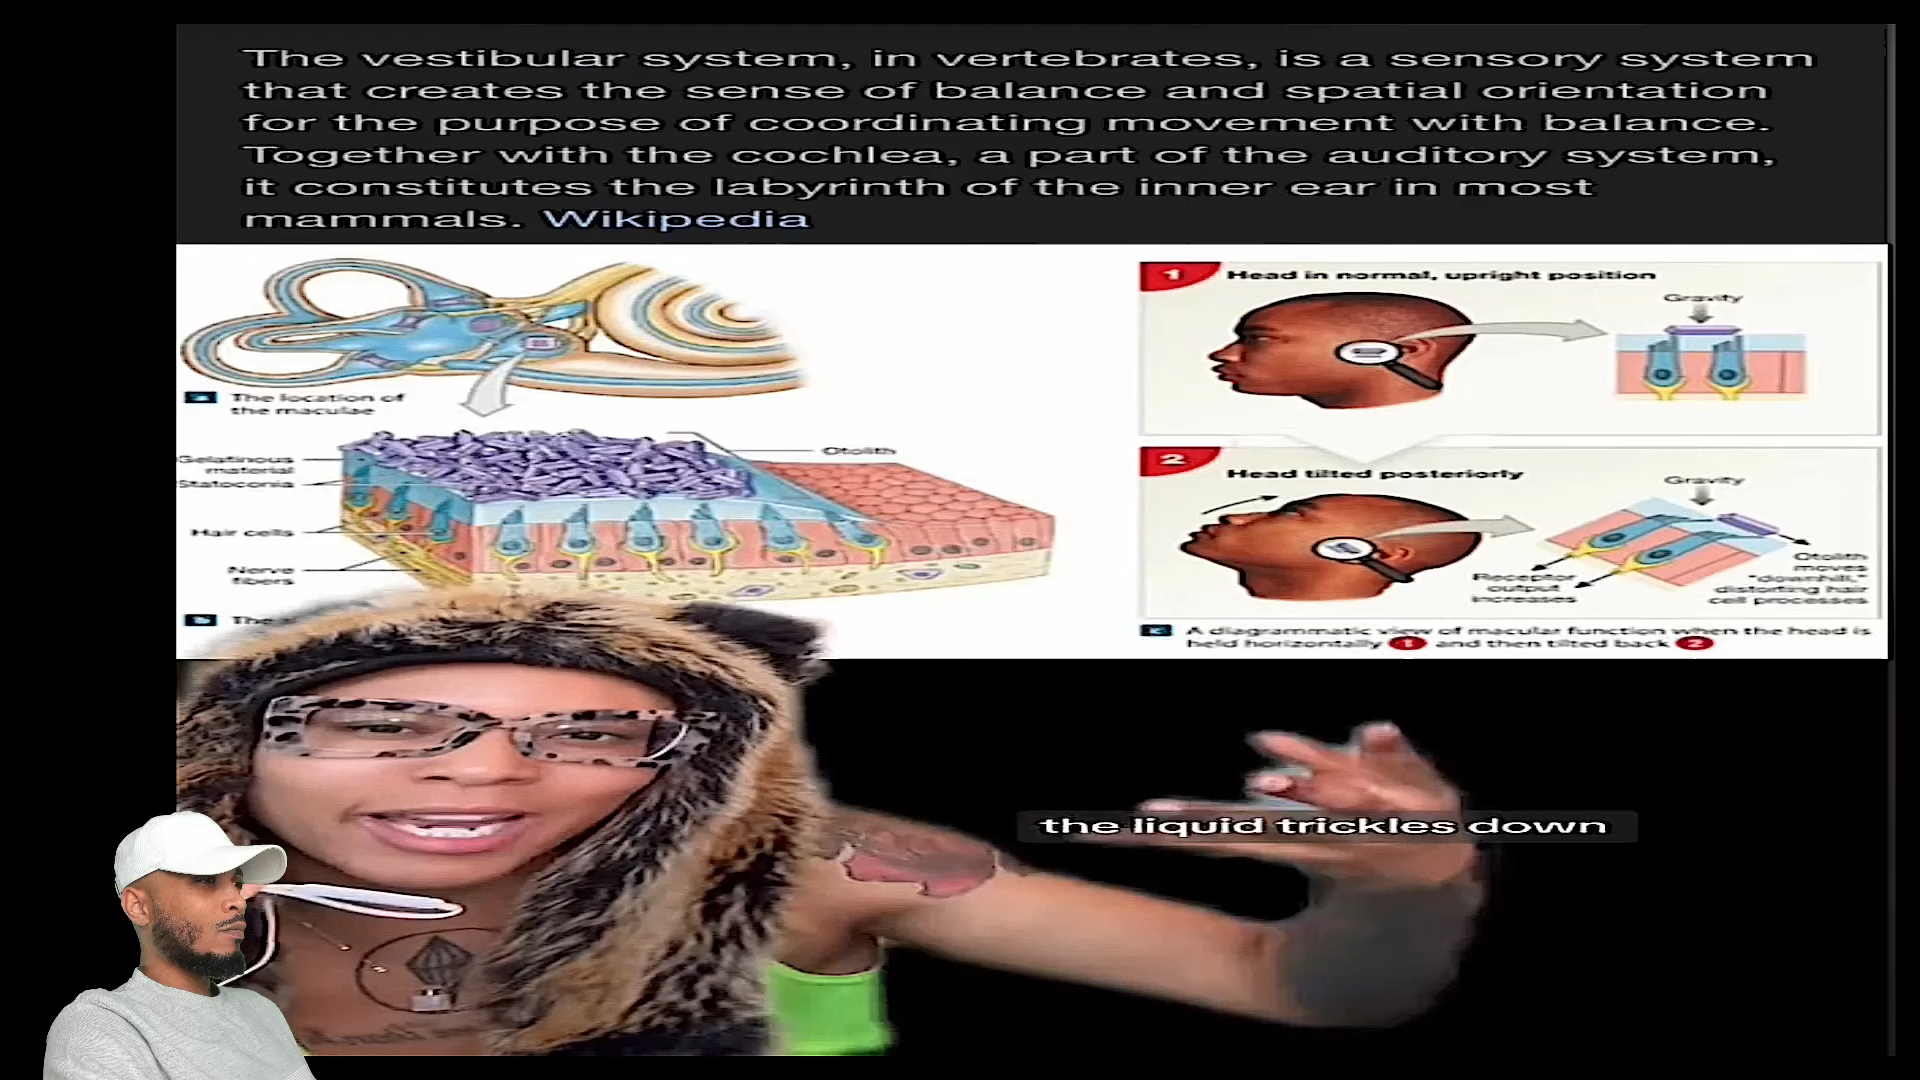 The vestibular system, in vertebrates, is a sensory system
that creates the sense of balance and spatial orientation
for the purpose of coordinating movement with balance.
Together with the cochlea, a part of the auditory system,
it constitutes the labyrinth of the inner ear in most
mammals. Wikipedia
a The location of
the maculae
Gelatinous
material
Statoconia
Otolith
Hair cells
Nerve
fibers
b The
1 Head in normal, upright position
Gravity
2 Head tilted posteriorly
Gravity
Receptor
output
increases
Otolith
moves
"downhill,"
distorting hair
cell processes
c A diagrammatic view of macular function when the head is
held horizontally 1 and then tilted back 2
the liquid trickles down